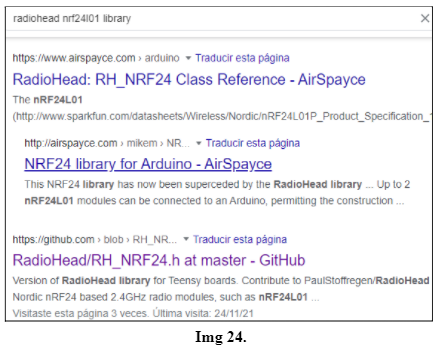 radiohead nrf24l01 library
https://www.airspayce.com › arduino ▾ Traducir esta página
RadioHead: RH_NRF24 Class Reference - AirSpayce
The nRF24L01
(http://www.sparkfun.com/datasheets/Wireless/Nordic/nRF24L01P_Product_Specification_
http://airspayce.com › mikem › NR... ▾ Traducir esta página
NRF24 library for Arduino - AirSpayce
This NRF24 library has now been superceded by the RadioHead library ... Up to 2
nRF24L01 modules can be connected to an Arduino, permitting the construction ...
https://github.com › blob › RH_NR... ▾ Traducir esta página
RadioHead/RH_NRF24.h at master - GitHub
Version of RadioHead library for Teensy boards. Contribute to PaulStoffregen/RadioHead
Nordic nRF24 based 2.4GHz radio modules, such as nRF24L01 ...
Visitaste esta página 3 veces. Última visita: 24/11/21
Img 24.